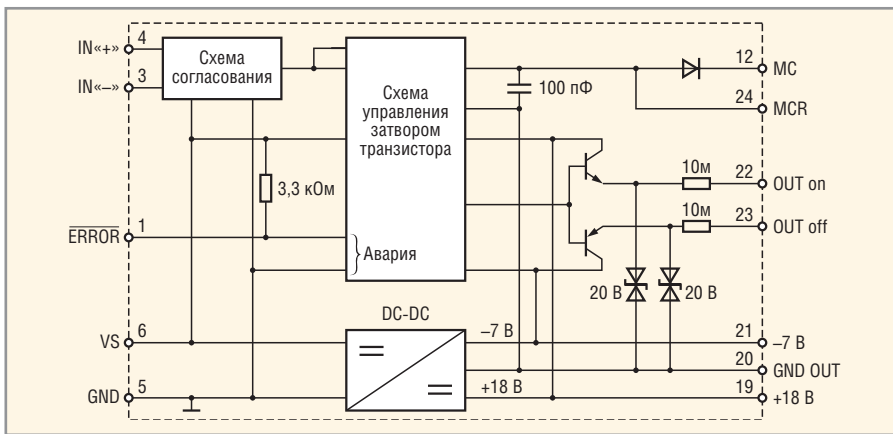 IN«+»
4
Схема
согласования
IN«–»
3
Схема
управления
затвором
транзистора
100 пФ
12
MC
24
MCR
3,3 кОм
10м
22
OUT on
10м
23
OUT off
ERROR
1
Авария
20 В
20 В
DC-DC
VS
6
–7 В
21
–7 В
20
GND OUT
GND
5
+18 В
19
+18 В